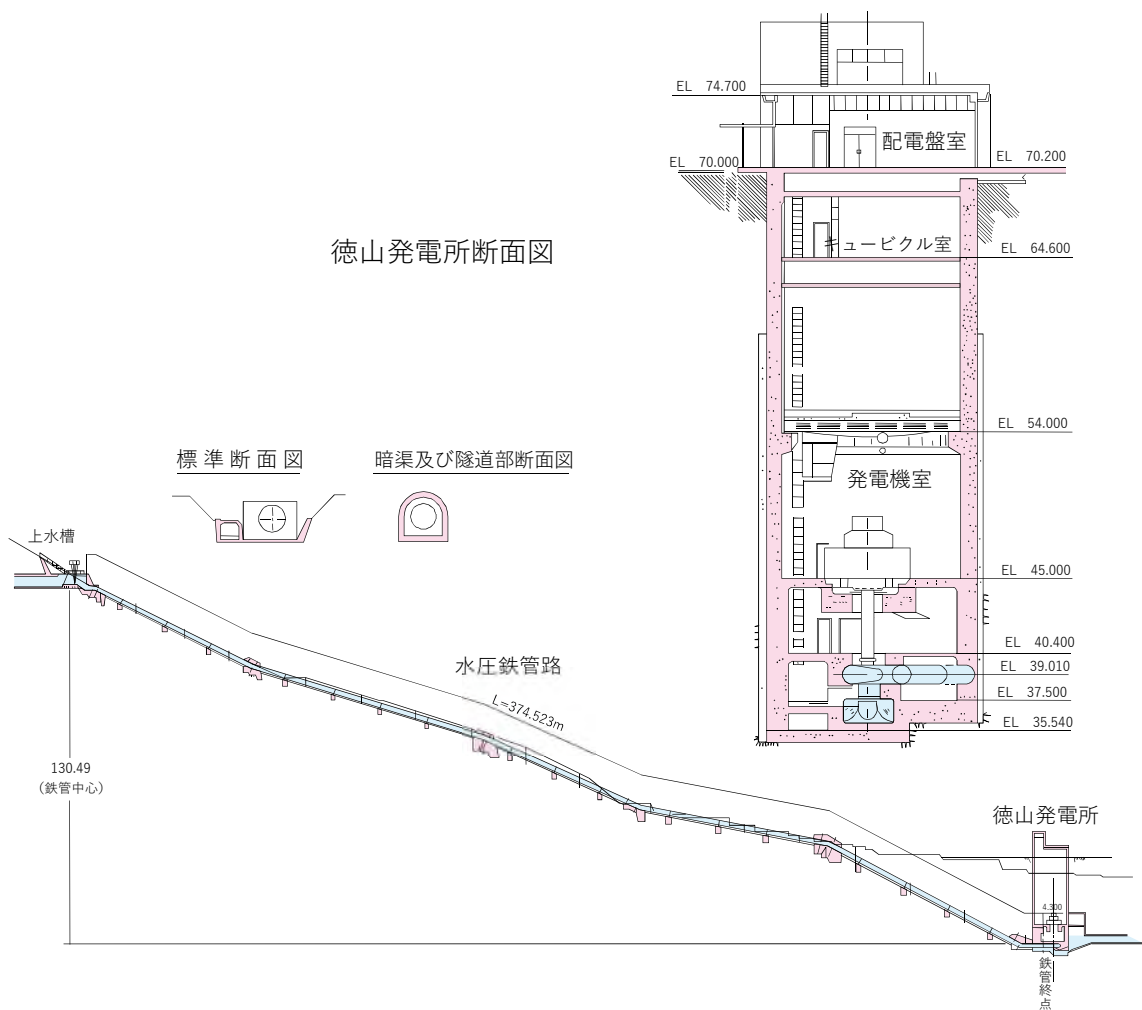 EL 74.700
配電盤室
EL 70.000
EL 70.200
徳山発電所断面図
キュービクル室
EL 64.600
EL 54.000
標準断面図
暗渠及び隧道部断面図
発電機室
上水槽
EL 45.000
EL 40.400
水圧鉄管路
EL 39.010
EL 37.500
L=374.523m
EL 35.540
130.49
(鉄管中心)
徳山発電所
4.300
鉄管終点